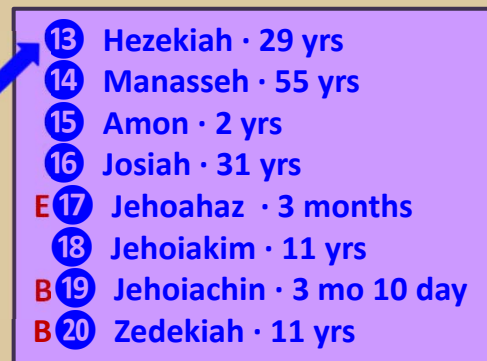 ⓭ Hezekiah · 29 yrs
⓮ Manasseh · 55 yrs
⓯ Amon · 2 yrs
⓰ Josiah · 31 yrs
E⓱ Jehoahaz · 3 months
⓲ Jehoiakim · 11 yrs
B⓳ Jehoiachin · 3 mo 10 day
B⓴ Zedekiah · 11 yrs